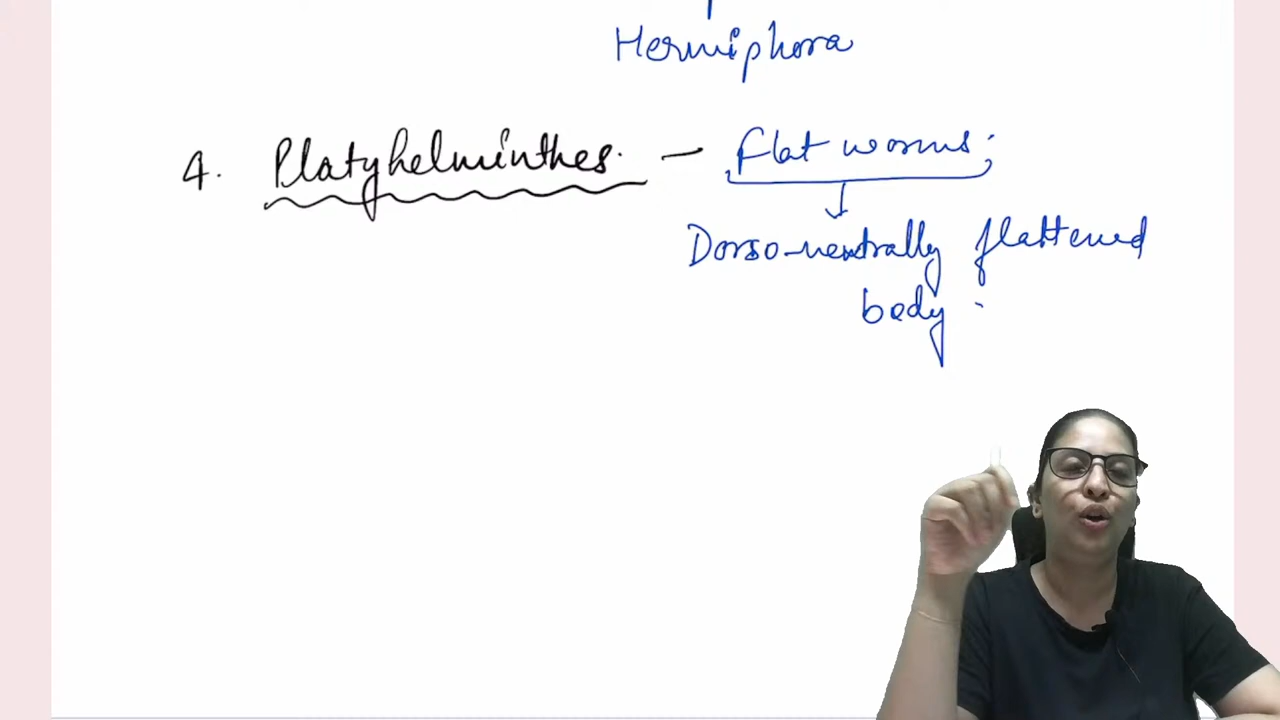 Hermiphora
4. Platyhelminthes. – flat worms.
Dorso-ventrally flattened
body